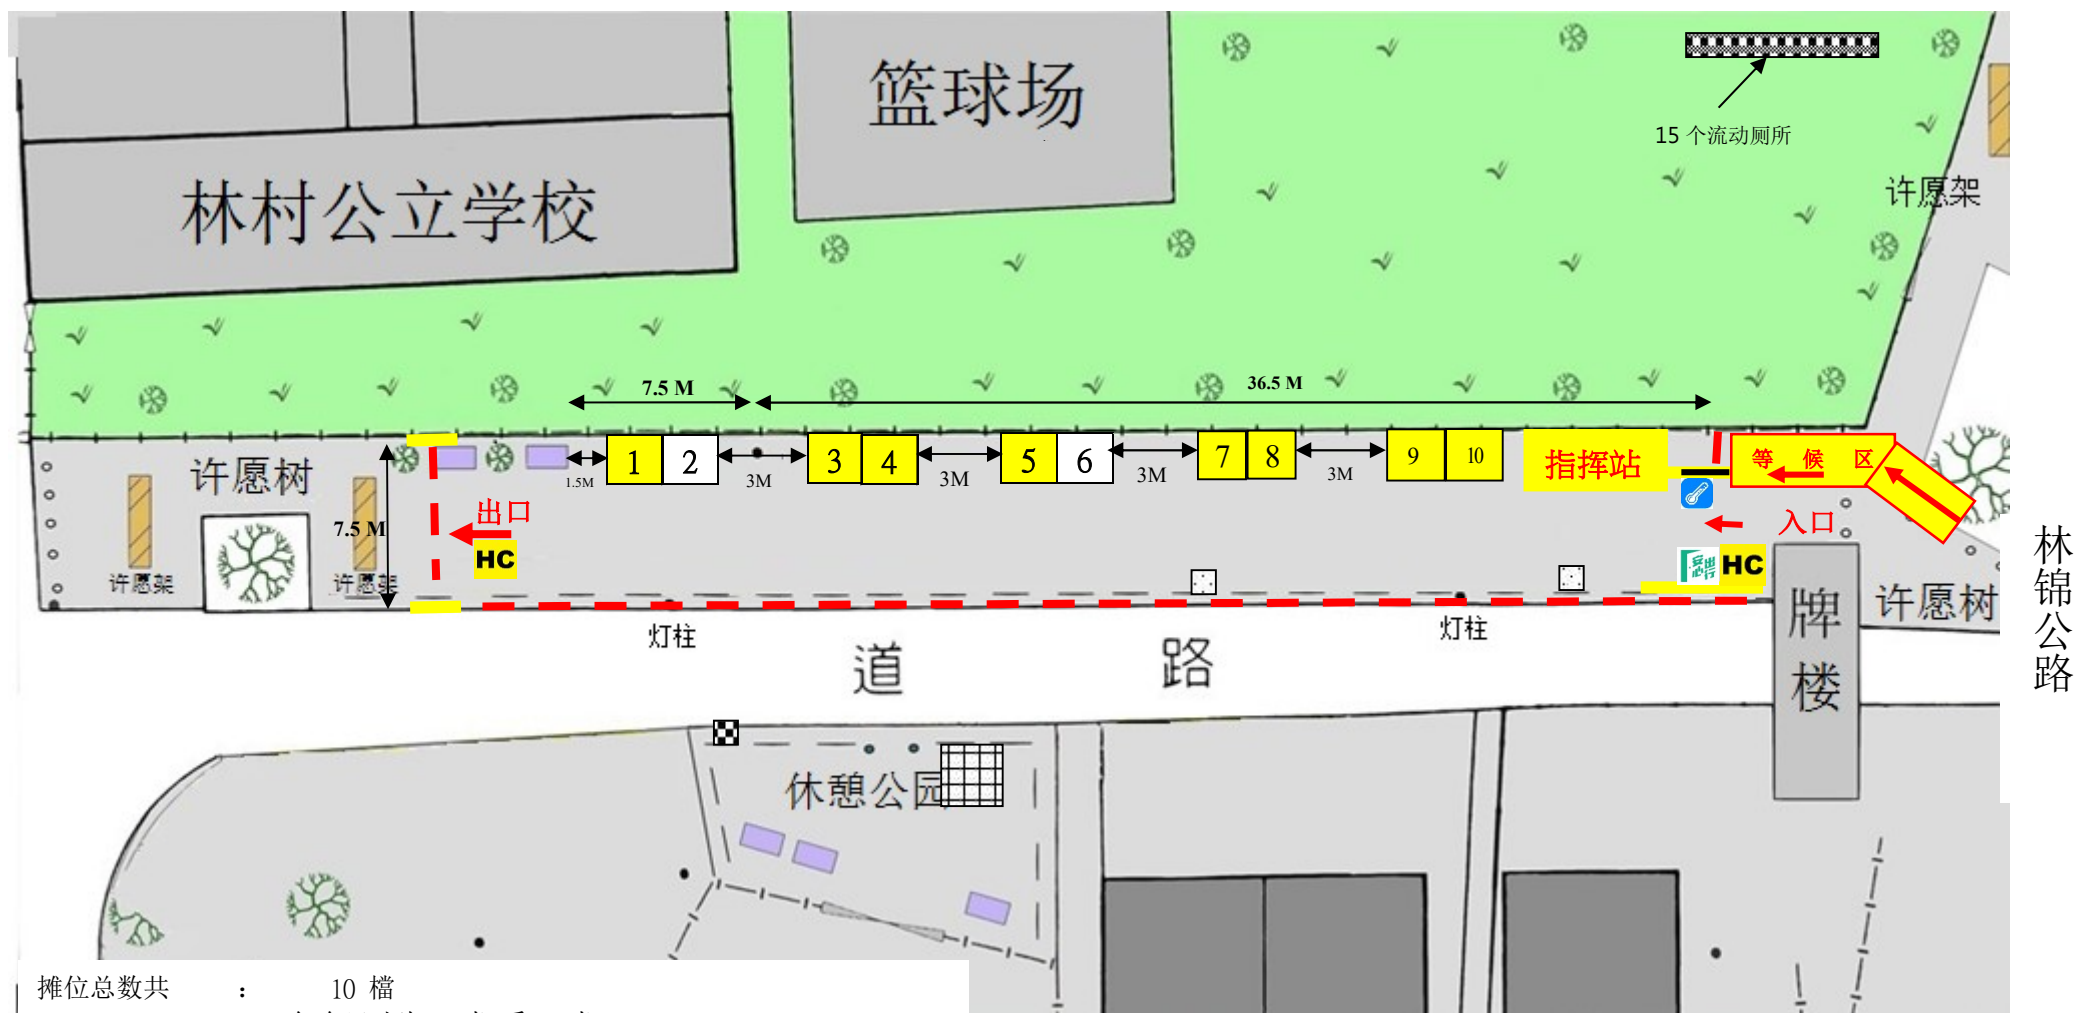 篮球场
15 个流动厕所
林村公立学校
许愿架
7.5 M
36.5 M
许愿树
1
2
3
4
5
6
7
8
9
10
指挥站
等候区
1.5M
3M
3M
3M
3M
7.5 M
出口
HC
入口
HC
许愿架
许愿架
牌楼
许愿树
林锦公路
灯柱
灯柱
道路
休憩公园
摊位总数共 : 10 檔